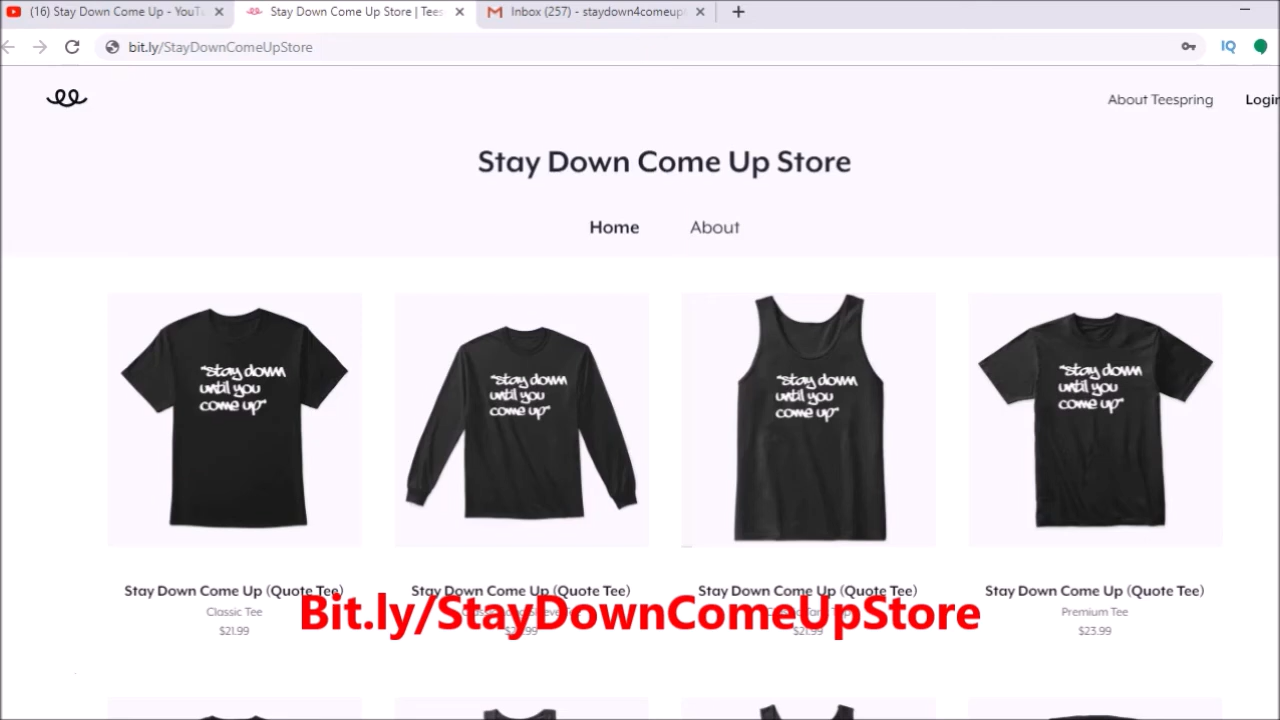 (16) Stay Down Come Up - YouTu
Stay Down Come Up Store | Tees
Inbox (257) - staydown4comeup
bit.ly/StayDownComeUpStore
IQ
About Teespring
Login
Stay Down Come Up Store
Home
About
"stay down
until you
come up"
"stay down
until you
come up"
"stay down
until you
come up"
"stay down
until you
come up"
Stay Down Come Up (Quote Tee)
Stay Down Come Up (Quote Tee)
Stay Down Come Up (Quote Tee)
Stay Down Come Up (Quote Tee)
Classic Tee
Premium Tee
Bit.ly/StayDownComeUpStore
$21.99
$21.99
$23.99